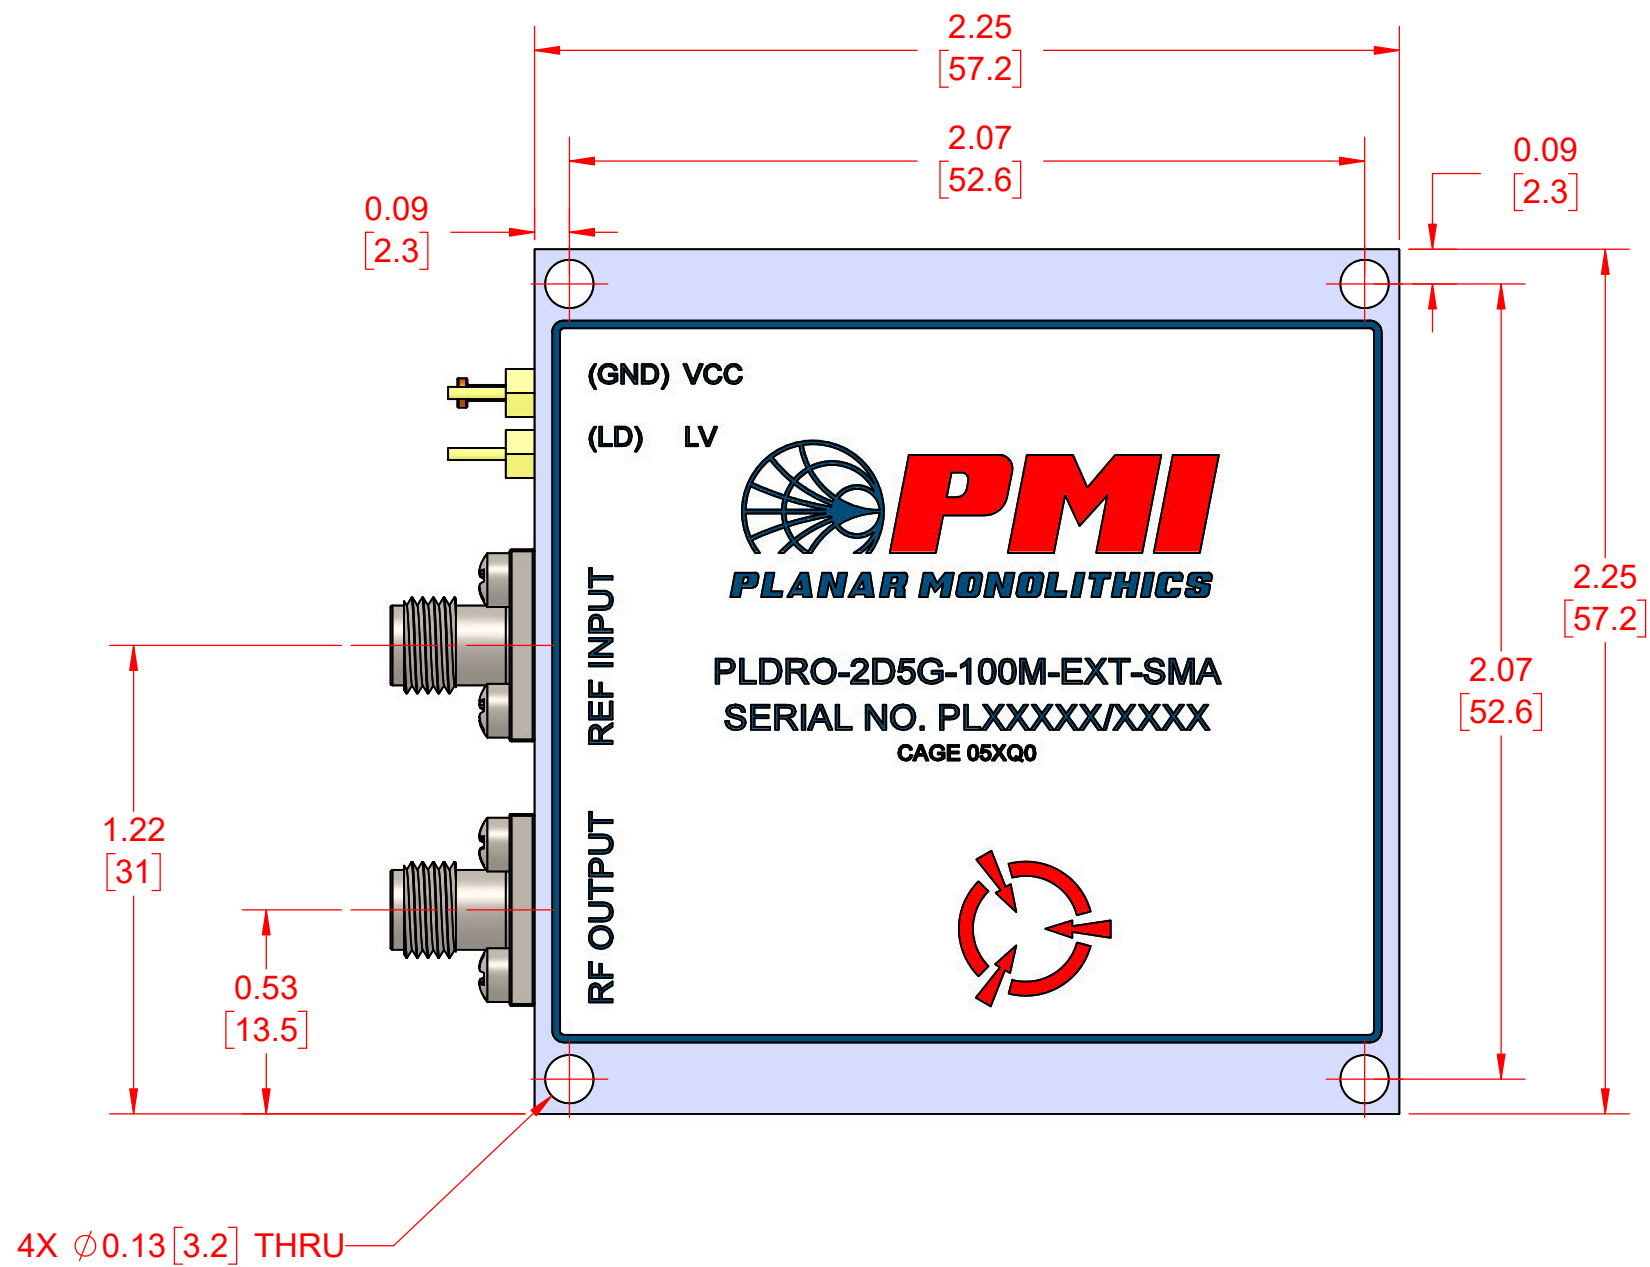 2.25
[57.2]
2.07
[52.6]
0.09
[2.3]
0.09
[2.3]
(GND) VCC
(LD) LV
PMI
PLANAR MONOLITHICS
REF INPUT
PLDRO-2D5G-100M-EXT-SMA
SERIAL NO. PLXXXXX/XXXX
CAGE 05XQ0
2.25
[57.2]
2.07
[52.6]
1.22
[31]
RF OUTPUT
0.53
[13.5]
4X ∅0.13[3.2] THRU